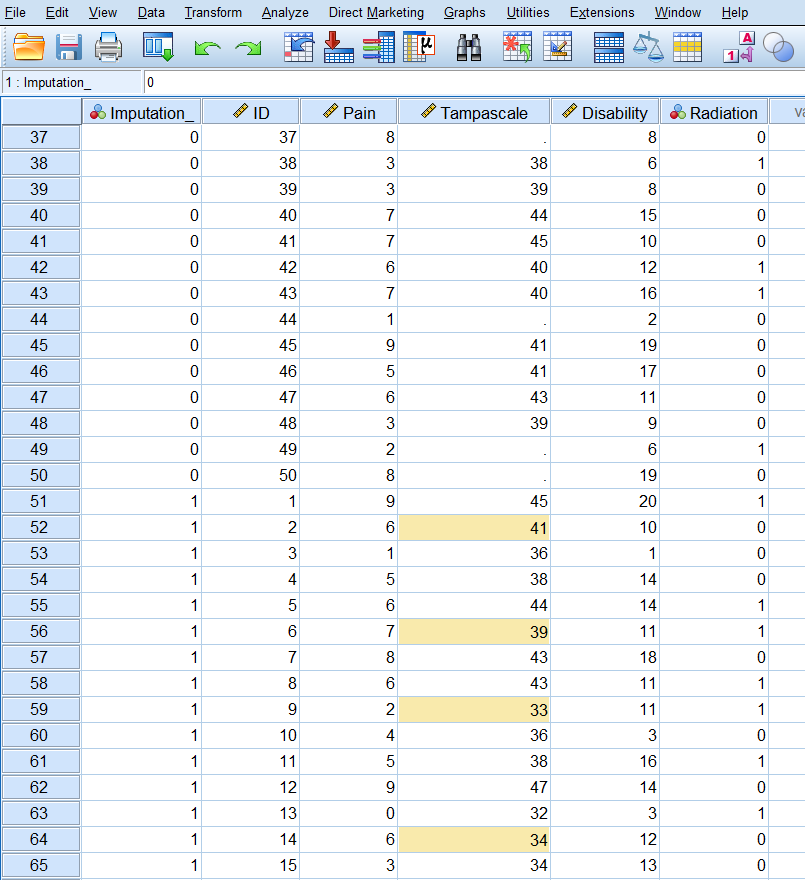 File Edit View Data Transform Analyze Direct Marketing Graphs Utilities Extensions Window Help
1 : Imputation_ 0
Imputation_ ID Pain Tampascale Disability Radiation va
37 0 37 8 . 8 0
38 0 38 3 38 6 1
39 0 39 3 39 8 0
40 0 40 7 44 15 0
41 0 41 7 45 10 0
42 0 42 6 40 12 1
43 0 43 7 40 16 1
44 0 44 1 . 2 0
45 0 45 9 41 19 0
46 0 46 5 41 17 0
47 0 47 6 43 11 0
48 0 48 3 39 9 0
49 0 49 2 . 6 1
50 0 50 8 . 19 0
51 1 1 9 45 20 1
52 1 2 6 41 10 0
53 1 3 1 36 1 0
54 1 4 5 38 14 0
55 1 5 6 44 14 1
56 1 6 7 39 11 1
57 1 7 8 43 18 0
58 1 8 6 43 11 1
59 1 9 2 33 11 1
60 1 10 4 36 3 0
61 1 11 5 38 16 1
62 1 12 9 47 14 0
63 1 13 0 32 3 1
64 1 14 6 34 12 0
65 1 15 3 34 13 0